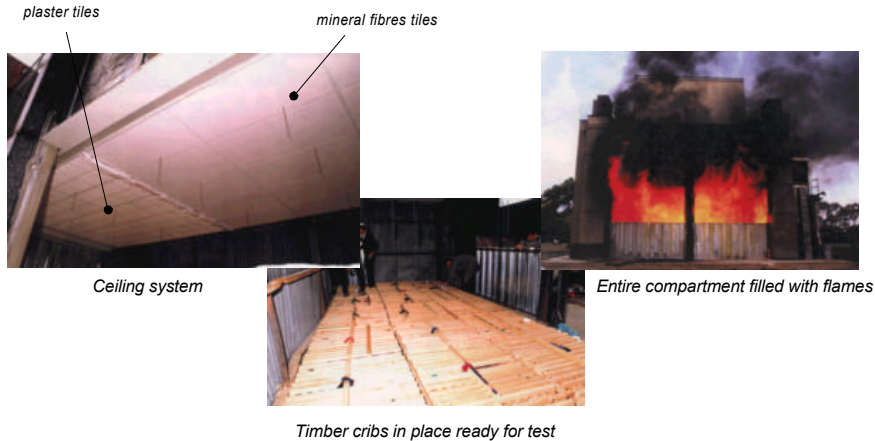 plaster tiles
mineral fibres tiles
Ceiling system
Entire compartment filled with flames
Timber cribs in place ready for test